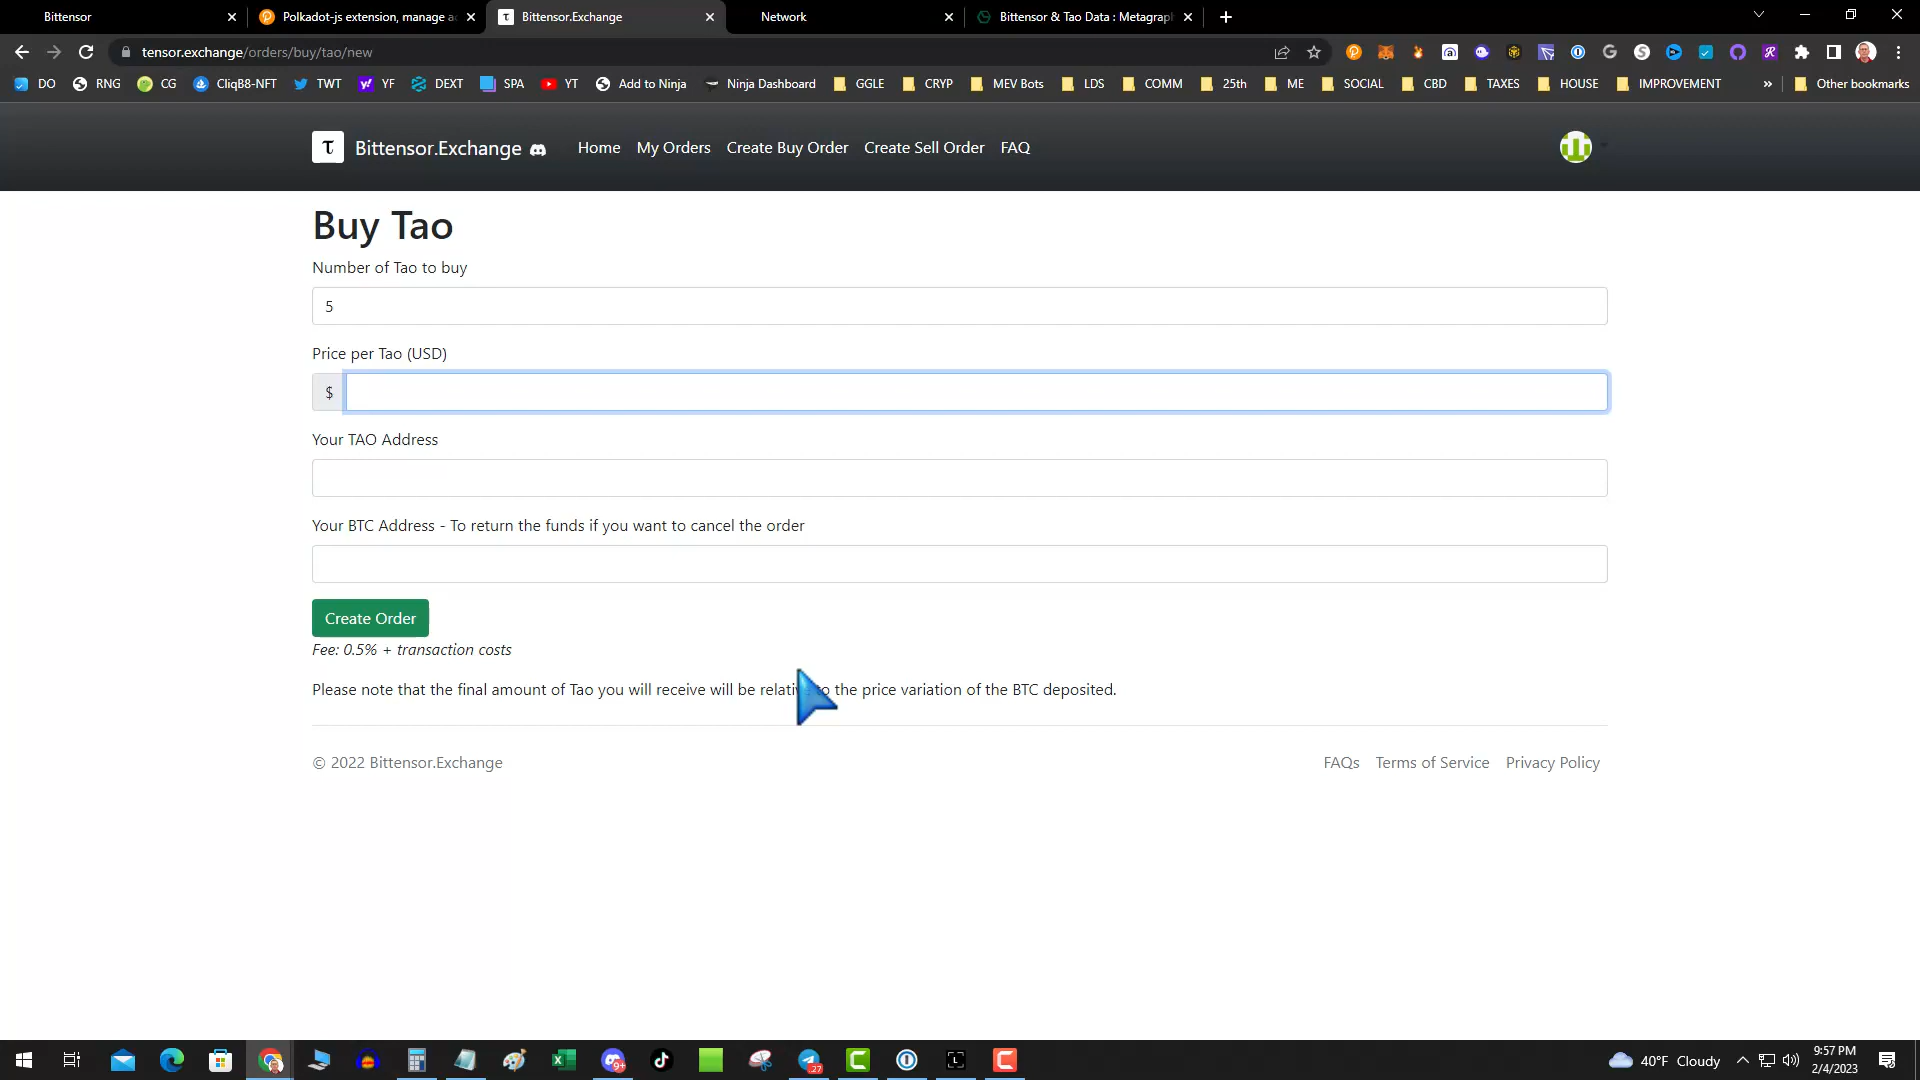 Bittensor
Polkadot-js extension, manage ac
Bittensor.Exchange
Network
Bittensor & Tao Data : Metagraph
tensor.exchange/orders/buy/tao/new
DO
RNG
CG
CliqB8-NFT
TWT
YF
DEXT
SPA
YT
Add to Ninja
Ninja Dashboard
GGLE
CRYP
MEV Bots
LDS
COMM
25th
ME
SOCIAL
CBD
TAXES
HOUSE
IMPROVEMENT
»
Other bookmarks
τ Bittensor.Exchange
Home
My Orders
Create Buy Order
Create Sell Order
FAQ
Buy Tao
Number of Tao to buy
5
Price per Tao (USD)
$
Your TAO Address
Your BTC Address - To return the funds if you want to cancel the order
Create Order
Fee: 0.5% + transaction costs
Please note that the final amount of Tao you will receive will be relative to the price variation of the BTC deposited.
© 2022 Bittensor.Exchange
FAQs
Terms of Service
Privacy Policy
40°F Cloudy
9:57 PM
2/4/2023